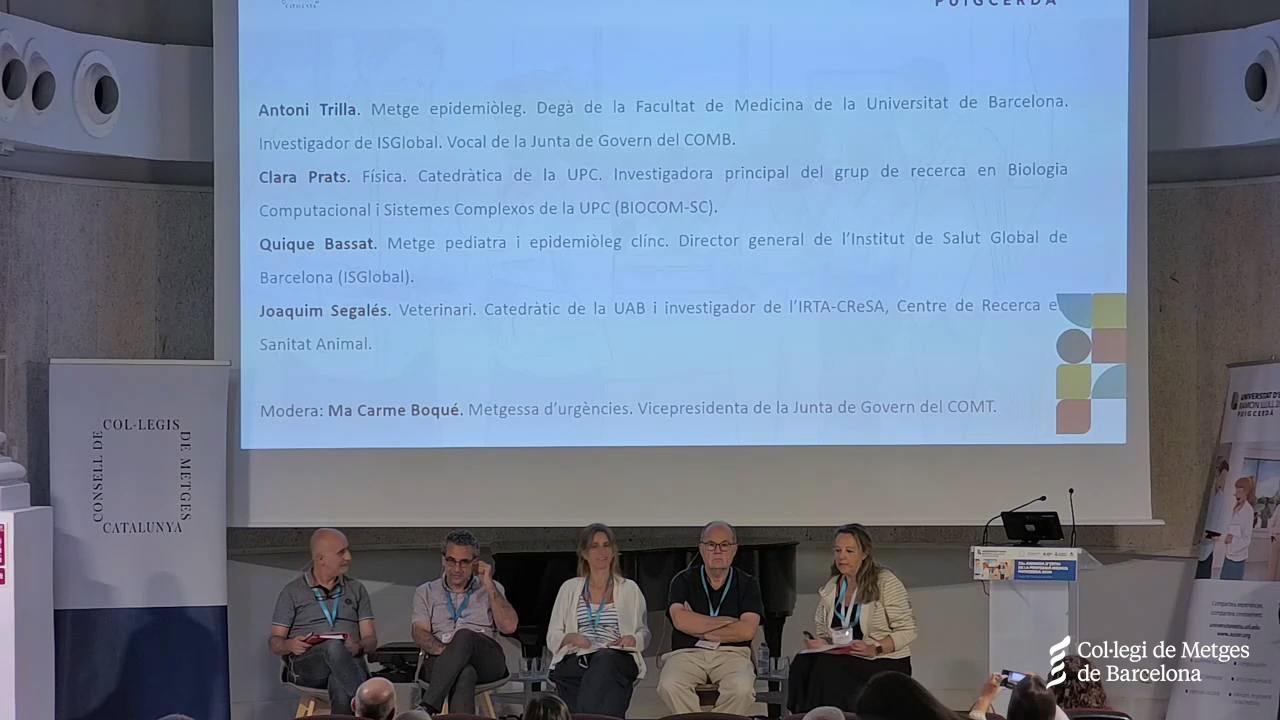 PUIGCERDÀ
Antoni Trilla. Metge epidemiòleg. Degà de la Facultat de Medicina de la Universitat de Barcelona.
Investigador de ISGlobal. Vocal de la Junta de Govern del COMB.
Clara Prats. Física. Catedràtica de la UPC. Investigadora principal del grup de recerca en Biologia
Computacional i Sistemes Complexos de la UPC (BIOCOM-SC).
Quique Bassat. Metge pediatra i epidemiòleg clínc. Director general de l'Institut de Salut Global de
Barcelona (ISGlobal).
Joaquim Segalés. Veterinari. Catedràtic de la UAB i investigador de l'IRTA-CReSA, Centre de Recerca e
Sanitat Animal.
Modera: Ma Carme Boqué. Metgessa d'urgències. Vicepresidenta de la Junta de Govern del COMT.
CONSELL DE
COL·LEGIS
DE METGES
CATALUNYA
UNIVERSITAT D'E
RAMON LLULL
PUIGCERDÀ
Col·legi de Metges
de Barcelona